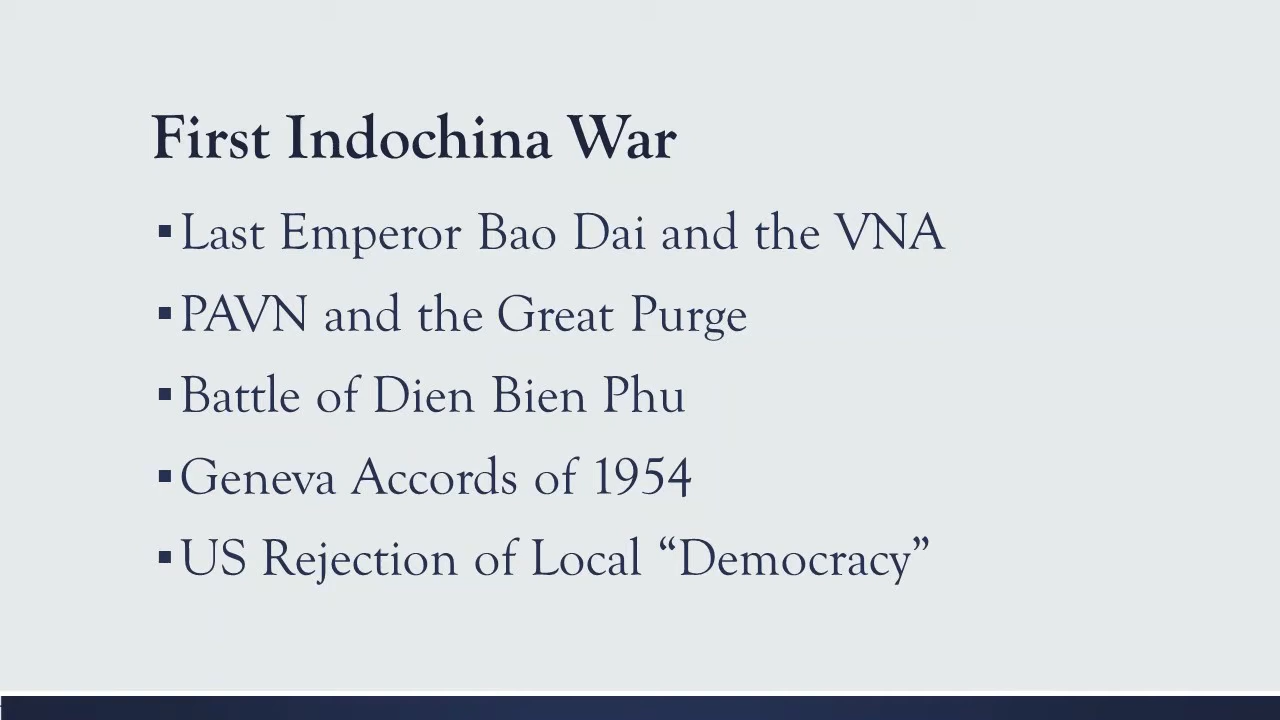 First Indochina War
▪Last Emperor Bao Dai and the VNA
▪PAVN and the Great Purge
▪Battle of Dien Bien Phu
▪Geneva Accords of 1954
▪US Rejection of Local “Democracy”